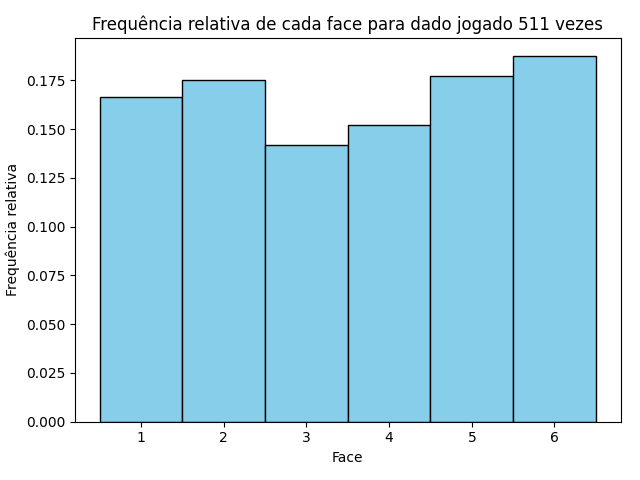 Frequência relativa de cada face para dado jogado 511 vezes
0.175
0.150
0.125
0.100
0.075
0.050
0.025
0.000
Frequência relativa
1 2 3 4 5 6
Face